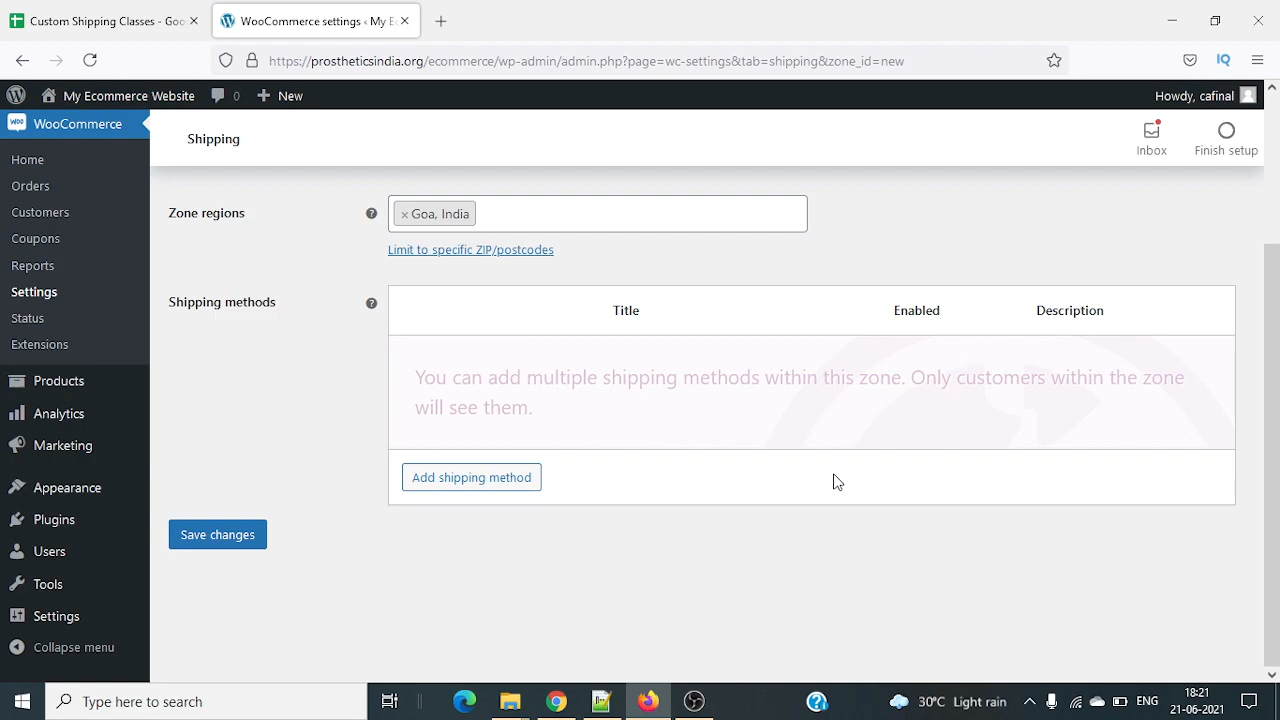 Custom Shipping Classes - Goo
WooCommerce settings ‹ My Ec
https://prostheticsindia.org/ecommerce/wp-admin/admin.php?page=wc-settings&tab=shipping&zone_id=new
IQ
My Ecommerce Website
0
New
Howdy, cafinal
WooCommerce
Shipping
Inbox
Finish setup
Home
Orders
Customers
Coupons
Reports
Settings
Status
Extensions
Products
Analytics
Marketing
Appearance
Plugins
Users
Tools
Settings
Collapse menu
Zone regions
× Goa, India
Limit to specific ZIP/postcodes
Shipping methods
Title
Enabled
Description
You can add multiple shipping methods within this zone. Only customers within the zone
will see them.
Add shipping method
Save changes
Type here to search
30°C Light rain
ENG
18:21
21-06-2021